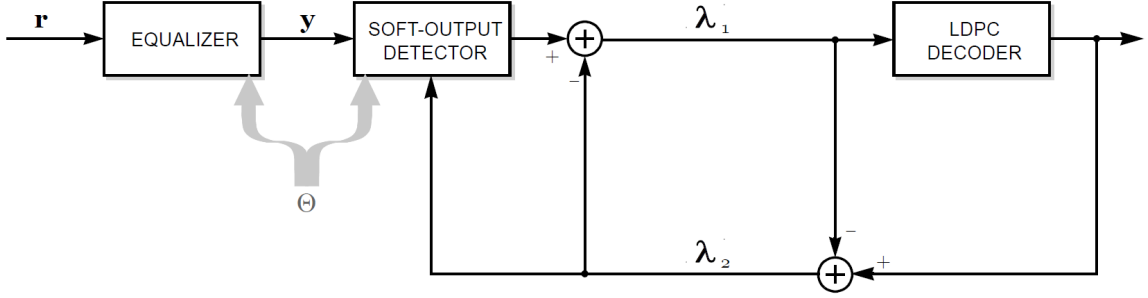 r
EQUALIZER
y
SOFT-OUTPUT
DETECTOR
+
−
λ1
LDPC
DECODER
Θ
λ2
−
+